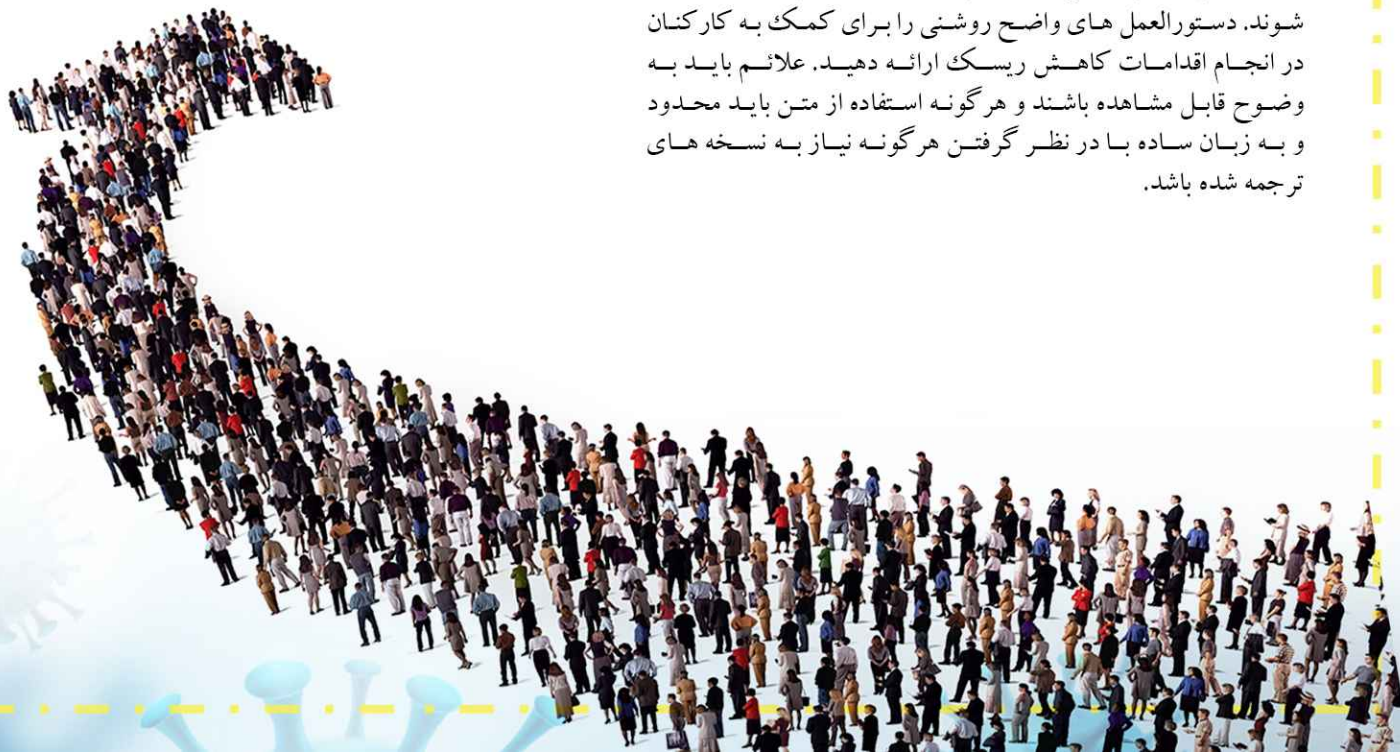 شوند. دستورالعمل های واضح روشنی را برای کمک به کارکنان
در انجام اقدامات کاهش ریسک ارائه دهید. علائم باید به
وضوح قابل مشاهده باشند و هرگونه استفاده از متن باید محدود
و به زبان ساده با در نظر گرفتن هرگونه نیاز به نسخه های
ترجمه شده باشد.